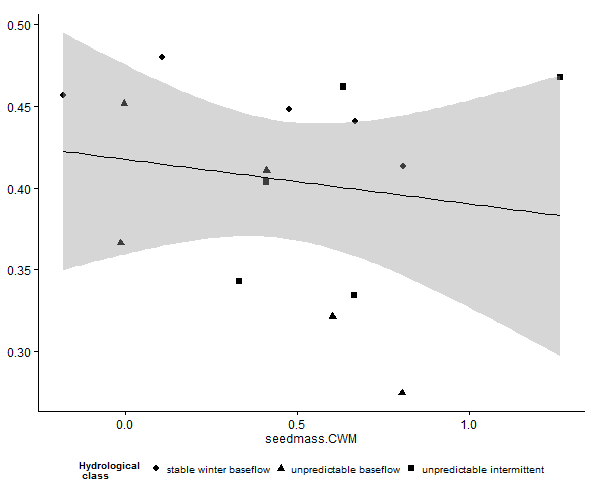 0.50
0.45
0.40
0.35
0.30
0.0 0.5 1.0
seedmass.CWM
Hydrological
class
stable winter baseflow unpredictable baseflow unpredictable intermittent